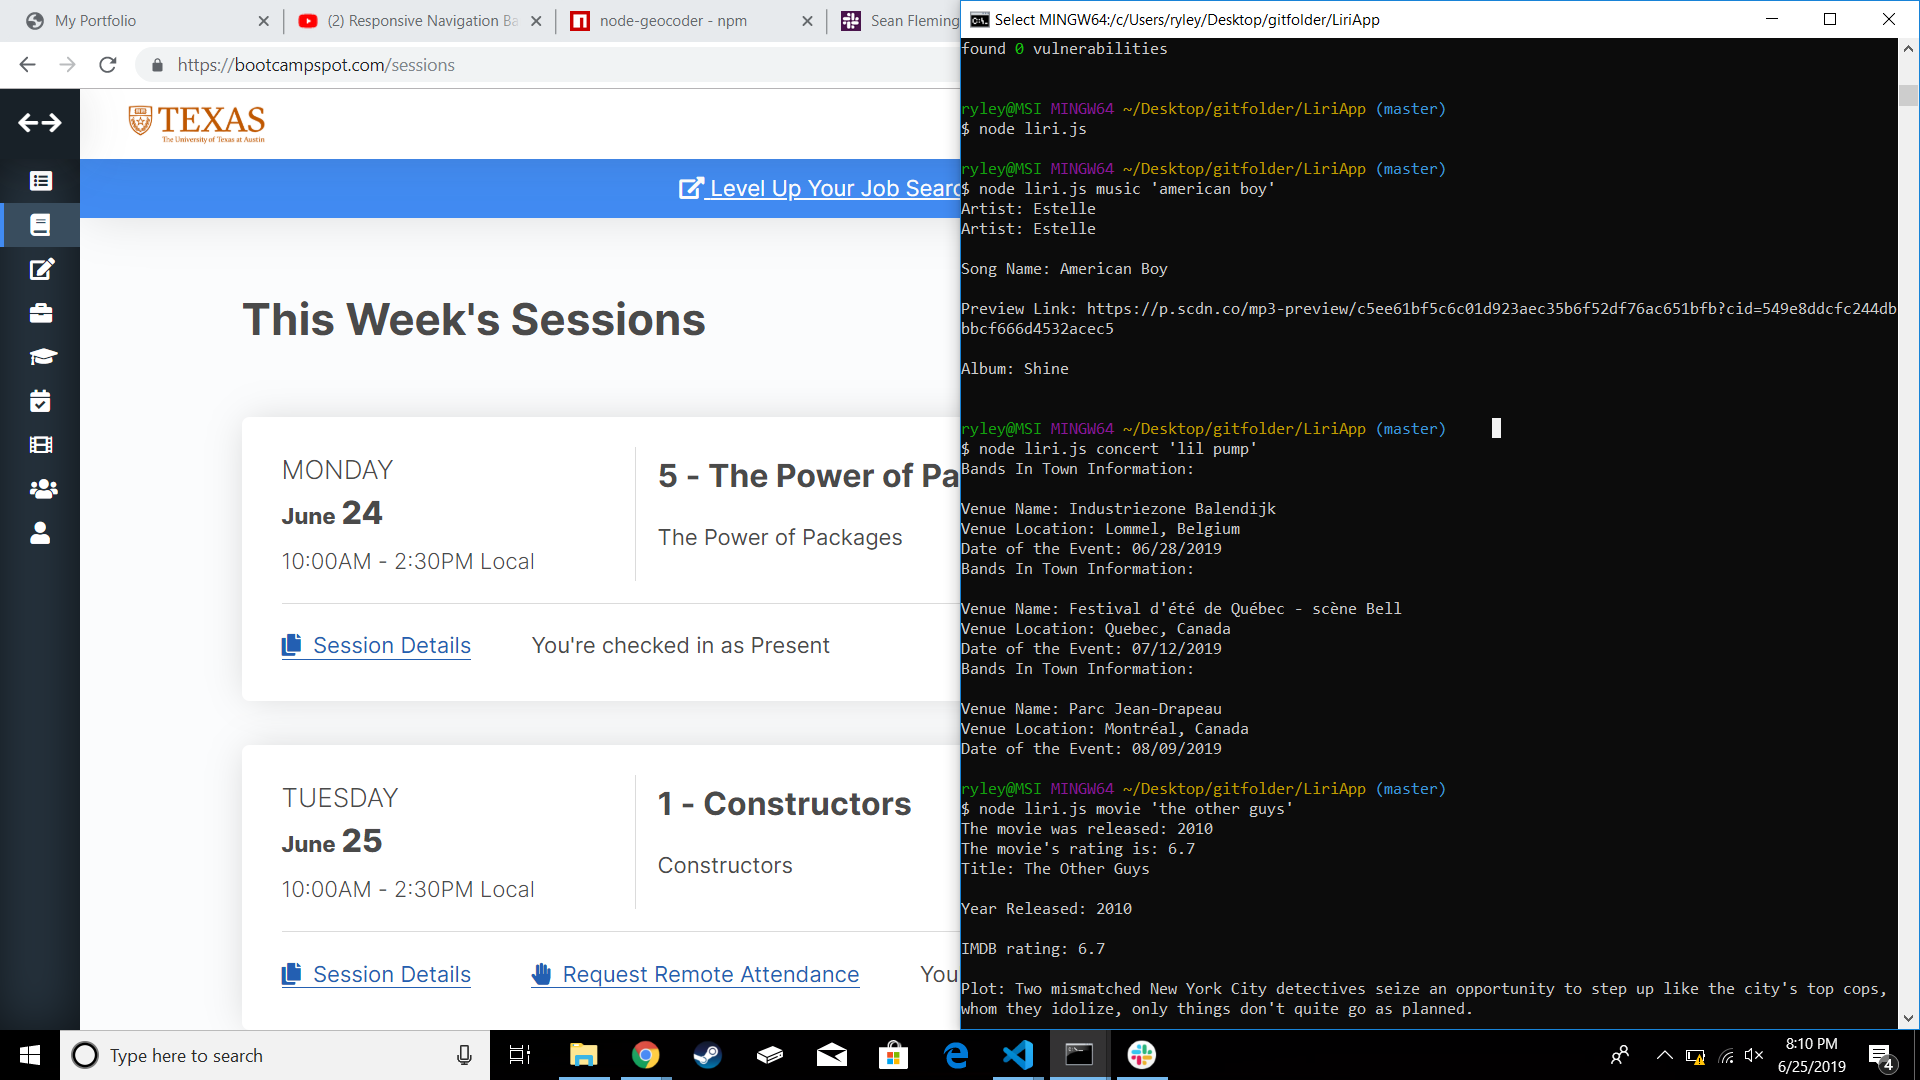 My Portfolio
(2) Responsive Navigation Ba
node-geocoder - npm
Sean Fleming
https://bootcampspot.com/sessions
TEXAS
The University of Texas at Austin
Level Up Your Job Searc
This Week's Sessions
MONDAY
June 24
10:00AM - 2:30PM Local
5 - The Power of Pa
The Power of Packages
Session Details
You're checked in as Present
TUESDAY
June 25
10:00AM - 2:30PM Local
1 - Constructors
Constructors
Session Details
Request Remote Attendance
You
Select MINGW64:/c/Users/ryley/Desktop/gitfolder/LiriApp
found 0 vulnerabilities
ryley@MSI MINGW64 ~/Desktop/gitfolder/LiriApp (master)
$ node liri.js
ryley@MSI MINGW64 ~/Desktop/gitfolder/LiriApp (master)
$ node liri.js music 'american boy'
Artist: Estelle
Artist: Estelle
Song Name: American Boy
Preview Link: https://p.scdn.co/mp3-preview/c5ee61bf5c6c01d923aec35b6f52df76ac651bfb?cid=549e8ddcfc244db
bbcf666d4532acec5
Album: Shine
ryley@MSI MINGW64 ~/Desktop/gitfolder/LiriApp (master)
$ node liri.js concert 'lil pump'
Bands In Town Information:
Venue Name: Industriezone Balendijk
Venue Location: Lommel, Belgium
Date of the Event: 06/28/2019
Bands In Town Information:
Venue Name: Festival d'été de Québec - scène Bell
Venue Location: Quebec, Canada
Date of the Event: 07/12/2019
Bands In Town Information:
Venue Name: Parc Jean-Drapeau
Venue Location: Montréal, Canada
Date of the Event: 08/09/2019
ryley@MSI MINGW64 ~/Desktop/gitfolder/LiriApp (master)
$ node liri.js movie 'the other guys'
The movie was released: 2010
The movie's rating is: 6.7
Title: The Other Guys
Year Released: 2010
IMDB rating: 6.7
Plot: Two mismatched New York City detectives seize an opportunity to step up like the city's top cops,
whom they idolize, only things don't quite go as planned.
Type here to search
8:10 PM
6/25/2019
4